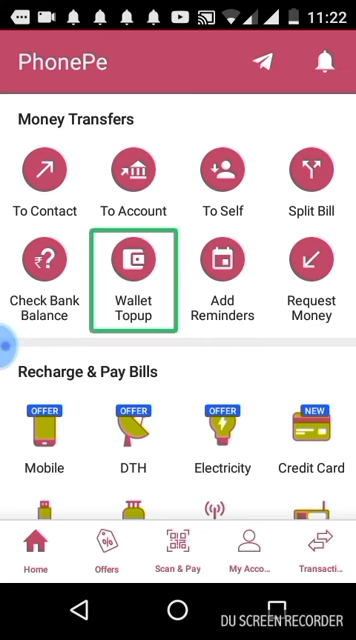 11:22
PhonePe
Money Transfers
To Contact
To Account
To Self
Split Bill
₹?
Check Bank
Balance
Wallet
Topup
Add
Reminders
Request
Money
Recharge & Pay Bills
OFFER
OFFER
OFFER
NEW
Mobile
DTH
Electricity
Credit Card
%
Home
Offers
Scan & Pay
My Acco...
Transacti...
DU SCREEN RECORDER